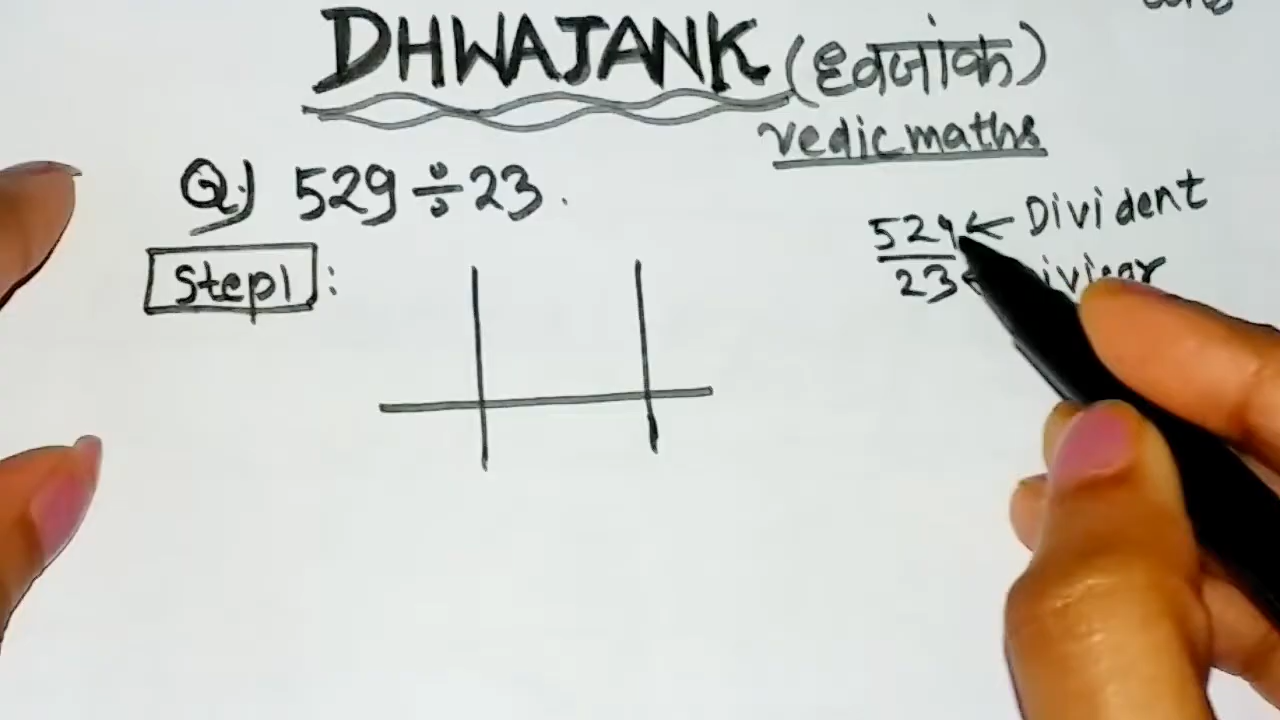 DHWAJANK (ध्वजांक)
vedic maths
Q.) 529 ÷ 23.
Step1 :
529 ← Divident
23